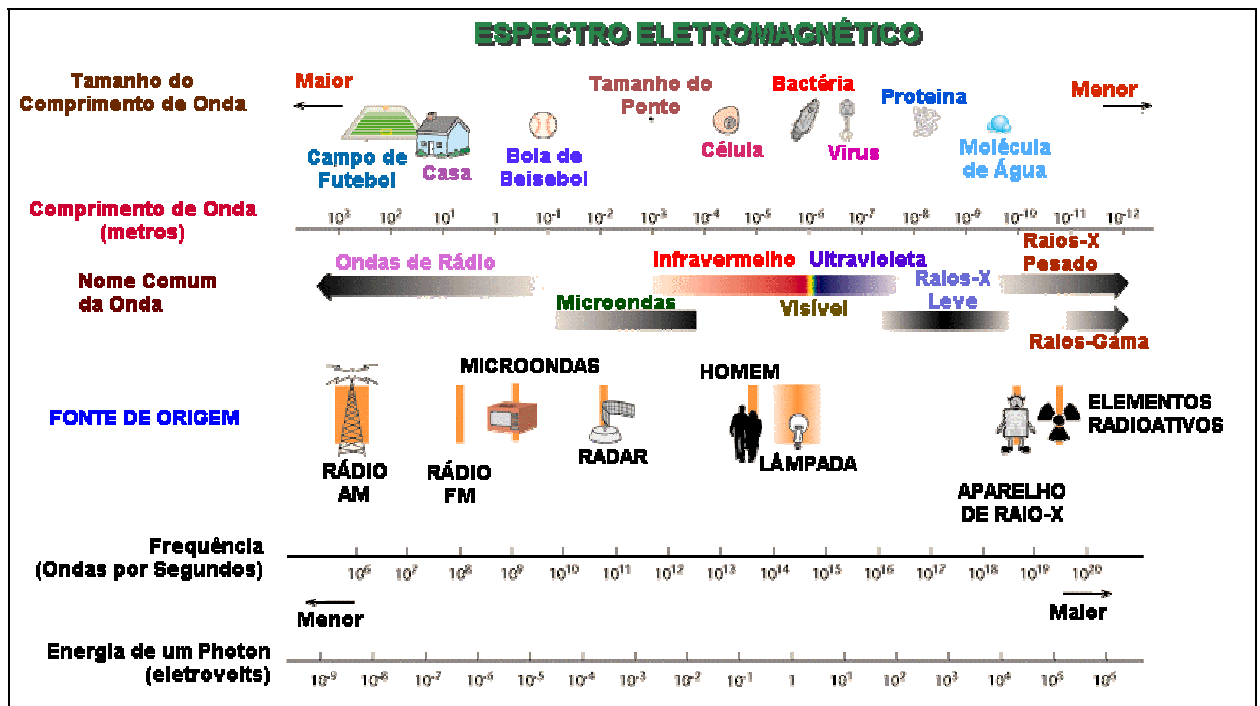 ESPECTRO ELETROMAGNÉTICO
Tamanho do
Comprimento de Onda
Maior
Campo de
Futebol
Casa
Bola de
Beisebol
Tamanho do
Ponto
Célula
Bactéria
Virus
Proteina
Molécula
de Água
Menor
Comprimento de Onda
(metros)
10³ 10² 10¹ 1 10⁻¹ 10⁻² 10⁻³ 10⁻⁴ 10⁻⁵ 10⁻⁶ 10⁻⁷ 10⁻⁸ 10⁻⁹ 10⁻¹⁰ 10⁻¹¹ 10⁻¹²
Nome Comum
da Onda
Ondas de Rádio
Microondas
Infravermelho
Visível
Ultravioleta
Raios-X
Leve
Raios-X
Pesado
Raios-Gama
FONTE DE ORIGEM
RÁDIO
AM
RÁDIO
FM
MICROONDAS
RADAR
HOMEM
LÂMPADA
APARELHO
DE RAIO-X
ELEMENTOS
RADIOATIVOS
Frequência
(Ondas por Segundos)
10⁶ 10⁷ 10⁸ 10⁹ 10¹⁰ 10¹¹ 10¹² 10¹³ 10¹⁴ 10¹⁵ 10¹⁶ 10¹⁷ 10¹⁸ 10¹⁹ 10²⁰
Menor
Maior
Energia de um Photon
(eletrovolts)
10⁻⁹ 10⁻⁸ 10⁻⁷ 10⁻⁶ 10⁻⁵ 10⁻⁴ 10⁻³ 10⁻² 10⁻¹ 1 10¹ 10² 10³ 10⁴ 10⁵ 10⁶